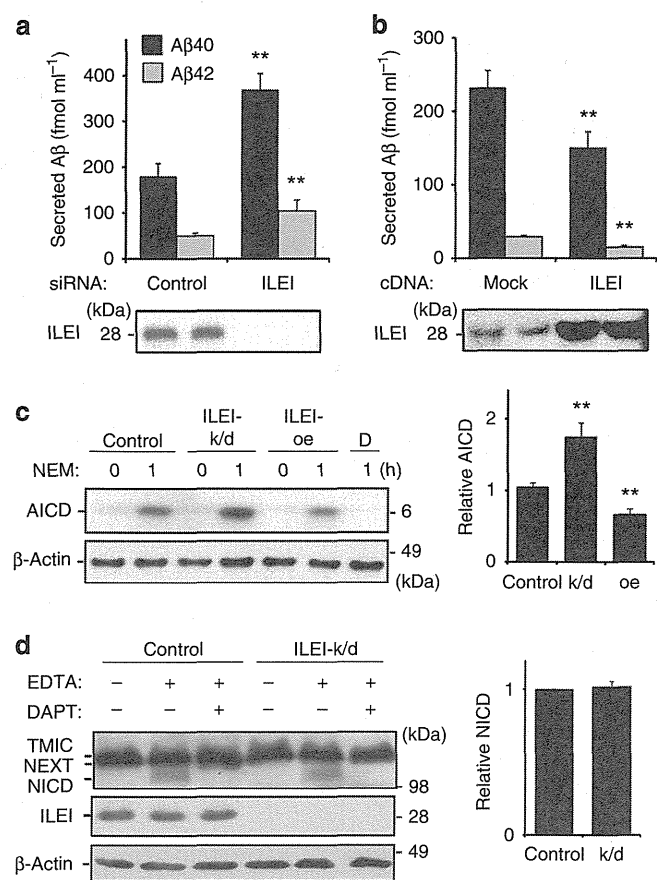 a
Aβ40
Aβ42
Secreted Aβ (fmol ml⁻¹)
400
300
200
100
0
**
**
siRNA: Control ILEI
(kDa)
ILEI 28
b
Secreted Aβ (fmol ml⁻¹)
300
200
100
0
**
**
cDNA: Mock ILEI
(kDa)
ILEI 28
c
Control ILEI-k/d ILEI-oe D
NEM: 0 1 0 1 0 1 1 (h)
AICD 6
β-Actin 49
(kDa)
Relative AICD
2
1
0
**
**
Control k/d oe
d
Control ILEI-k/d
EDTA: – + + – + +
DAPT: – – + – – +
(kDa)
TMIC
NEXT
NICD
98
ILEI 28
β-Actin 49
Relative NICD
1
0
Control k/d